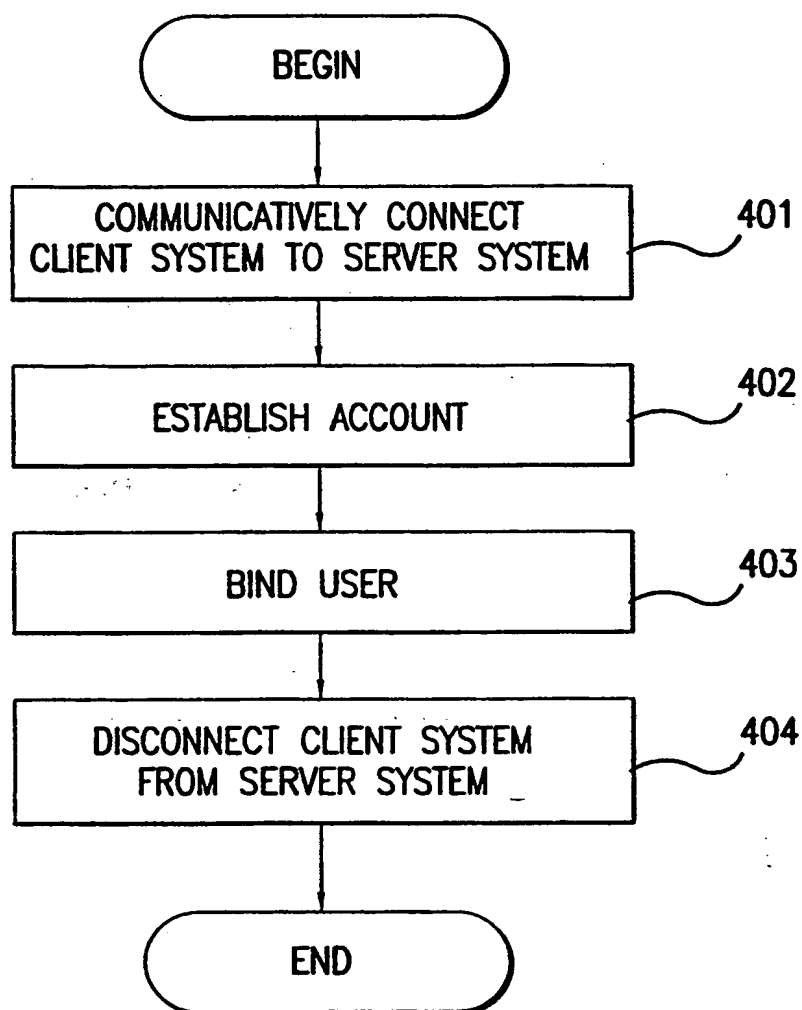 BEGIN
COMMUNICATIVELY CONNECT
CLIENT SYSTEM TO SERVER SYSTEM
401
ESTABLISH ACCOUNT
402
BIND USER
403
DISCONNECT CLIENT SYSTEM
FROM SERVER SYSTEM
404
END